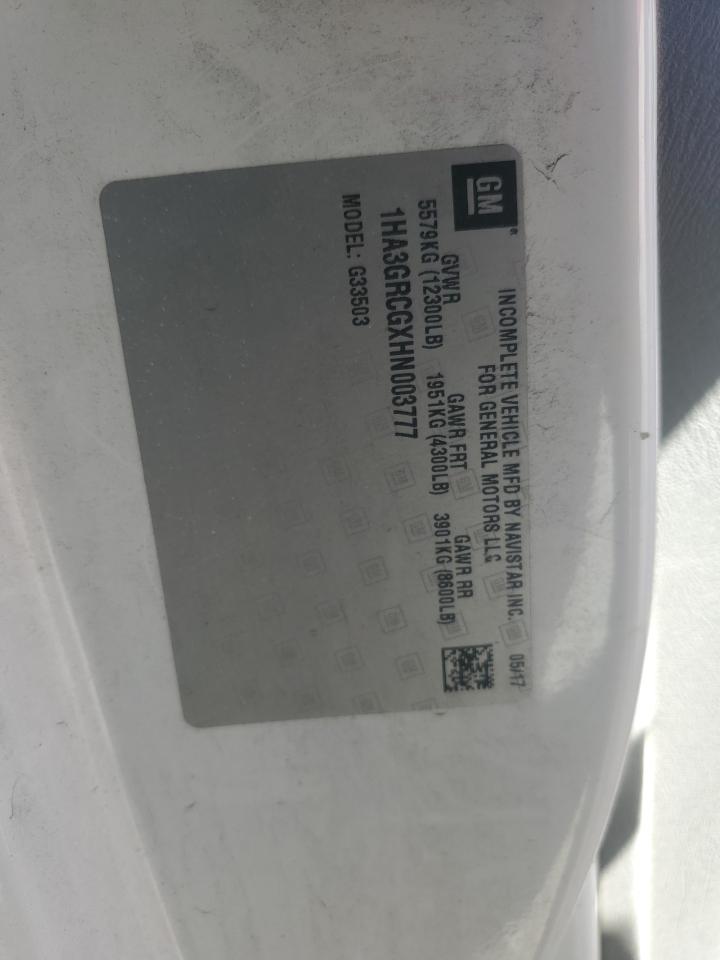 GM
INCOMPLETE VEHICLE MFD BY NAVISTAR INC. 05/17
FOR GENERAL MOTORS LLC
GVWR GAWR FRT GAWR RR
5579KG (12300LB) 1951KG (4300LB) 3901KG (8600LB)
1HA3GRCGXHN003777
MODEL: G33503